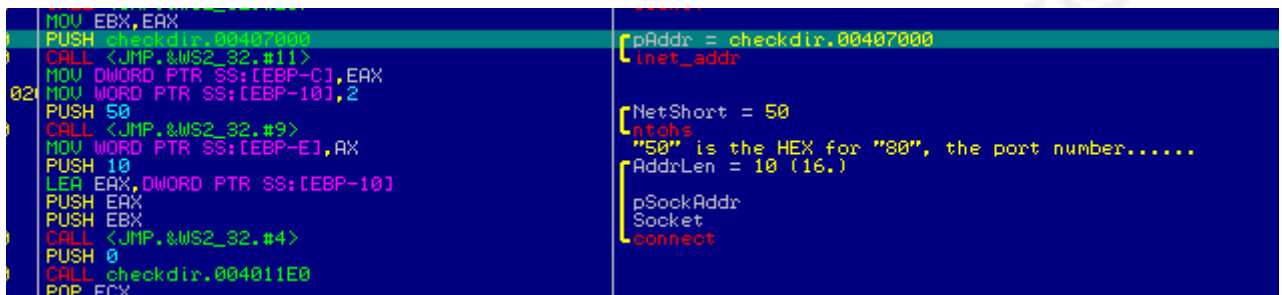 MOV EBX,EAX
PUSH checkdir.00407000 pAddr = checkdir.00407000
CALL <JMP.&WS2_32.#11> inet_addr
MOV DWORD PTR SS:[EBP-C],EAX
MOV WORD PTR SS:[EBP-10],2
PUSH 50 NetShort = 50
CALL <JMP.&WS2_32.#9> ntohs
MOV WORD PTR SS:[EBP-E],AX "50" is the HEX for "80", the port number......
PUSH 10 AddrLen = 10 (16.)
LEA EAX,DWORD PTR SS:[EBP-10]
PUSH EAX pSockAddr
PUSH EBX Socket
CALL <JMP.&WS2_32.#4> connect
PUSH 0
CALL checkdir.004011E0
POP ECX